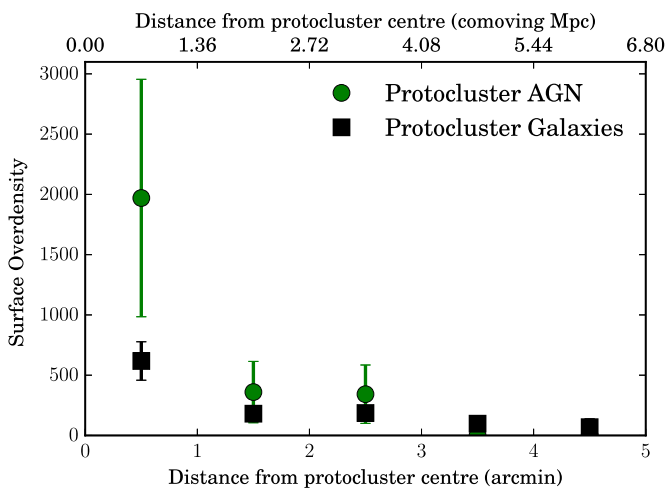 Distance from protocluster centre (comoving Mpc)
0.00 1.36 2.72 4.08 5.44 6.80
3000
Protocluster AGN
2500
Protocluster Galaxies
2000
1500
1000
500
0
Surface Overdensity
0 1 2 3 4 5
Distance from protocluster centre (arcmin)